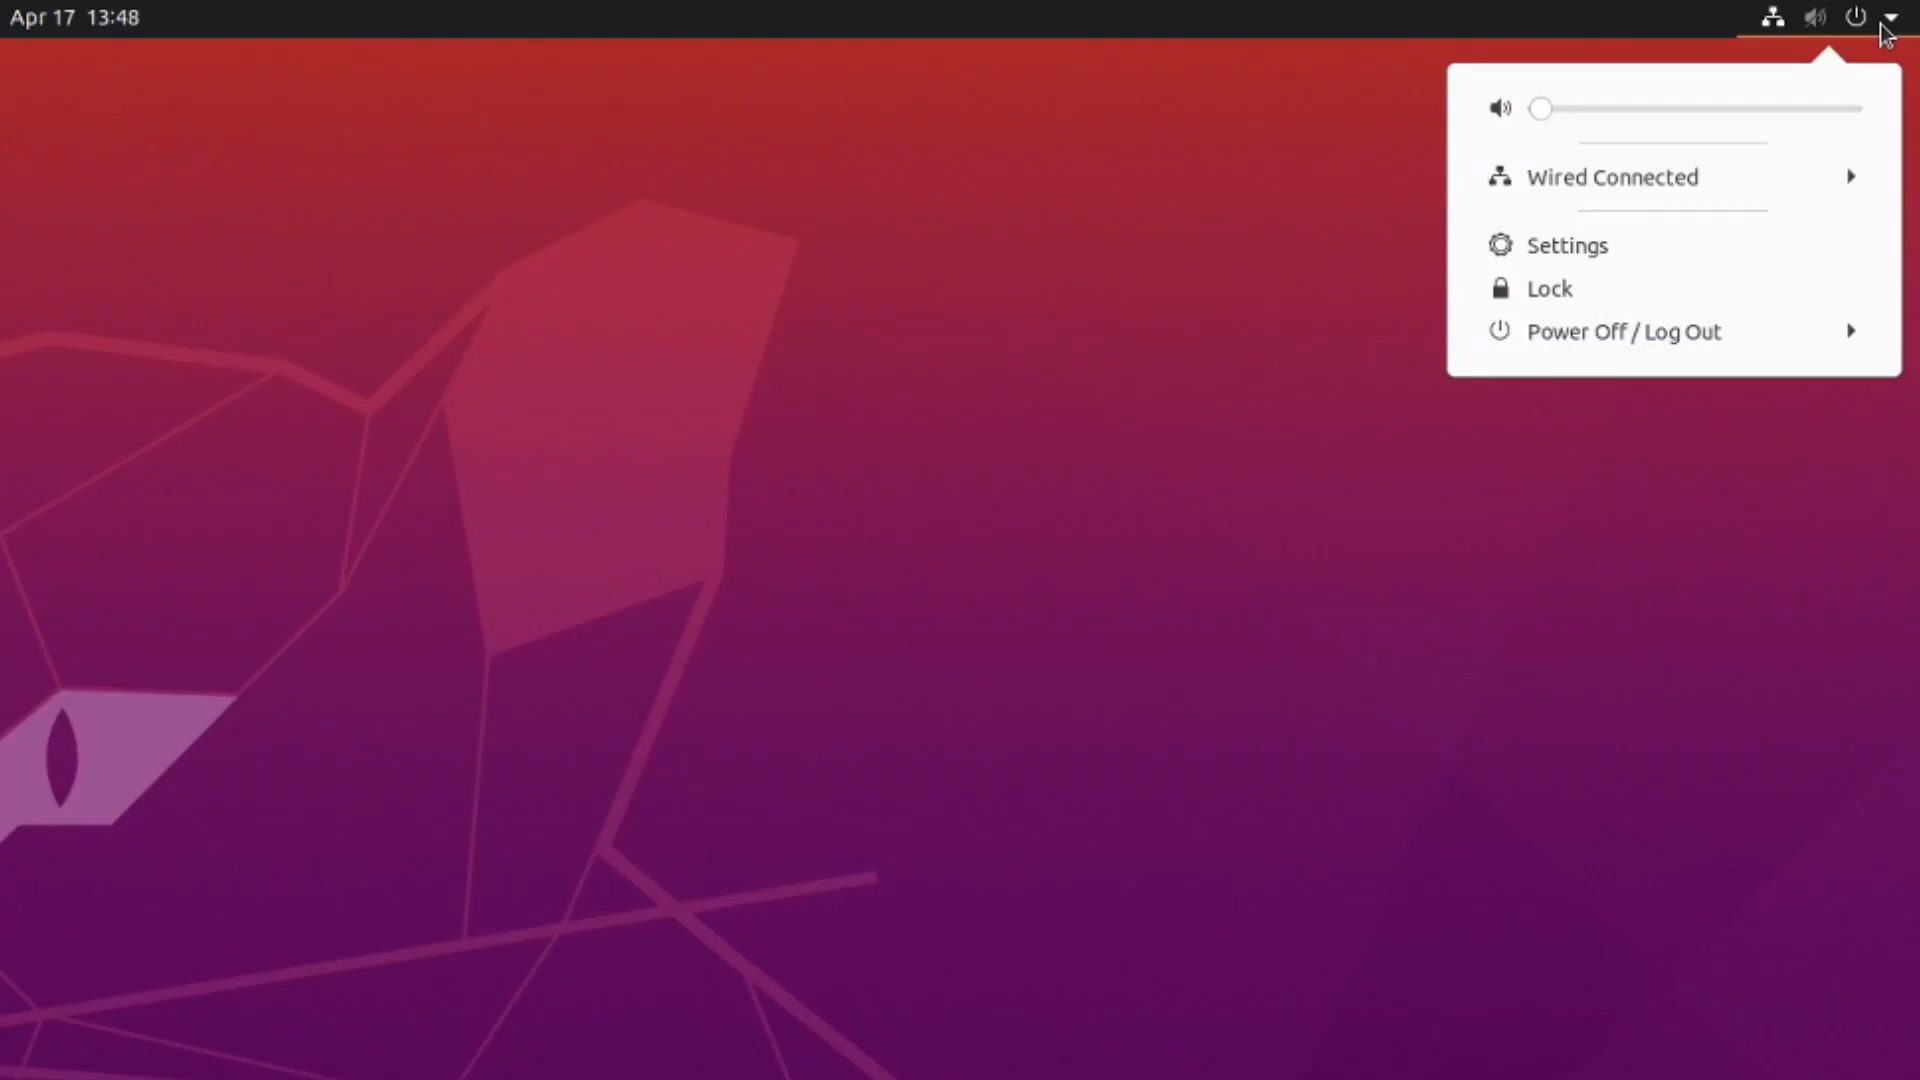 Apr 17 13:48
Wired Connected
Settings
Lock
Power Off / Log Out